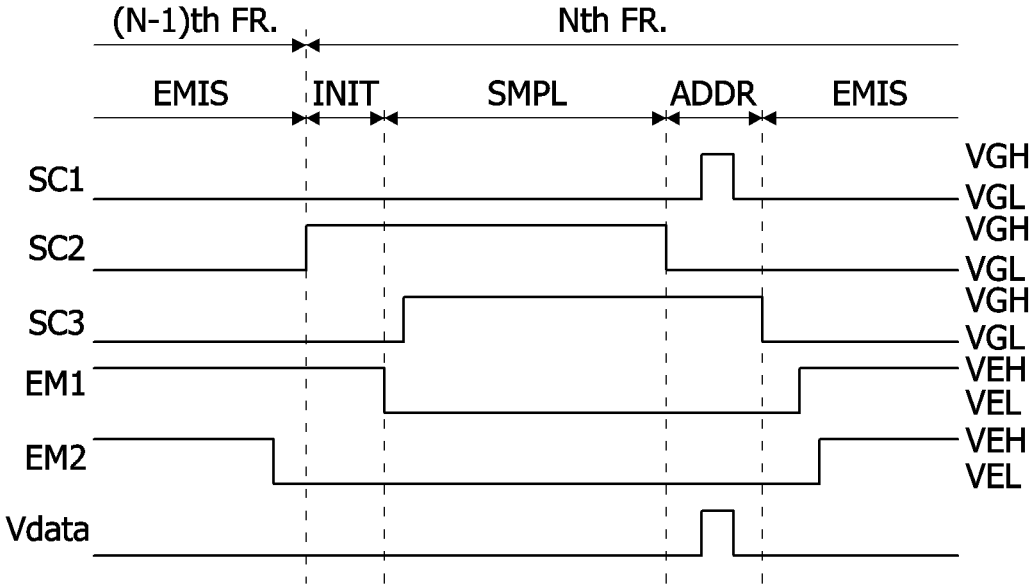 (N-1)th FR. Nth FR.
EMIS INIT SMPL ADDR EMIS
SC1 VGH
VGL
SC2 VGH
VGL
SC3 VGH
VGL
EM1 VEH
VEL
EM2 VEH
VEL
Vdata